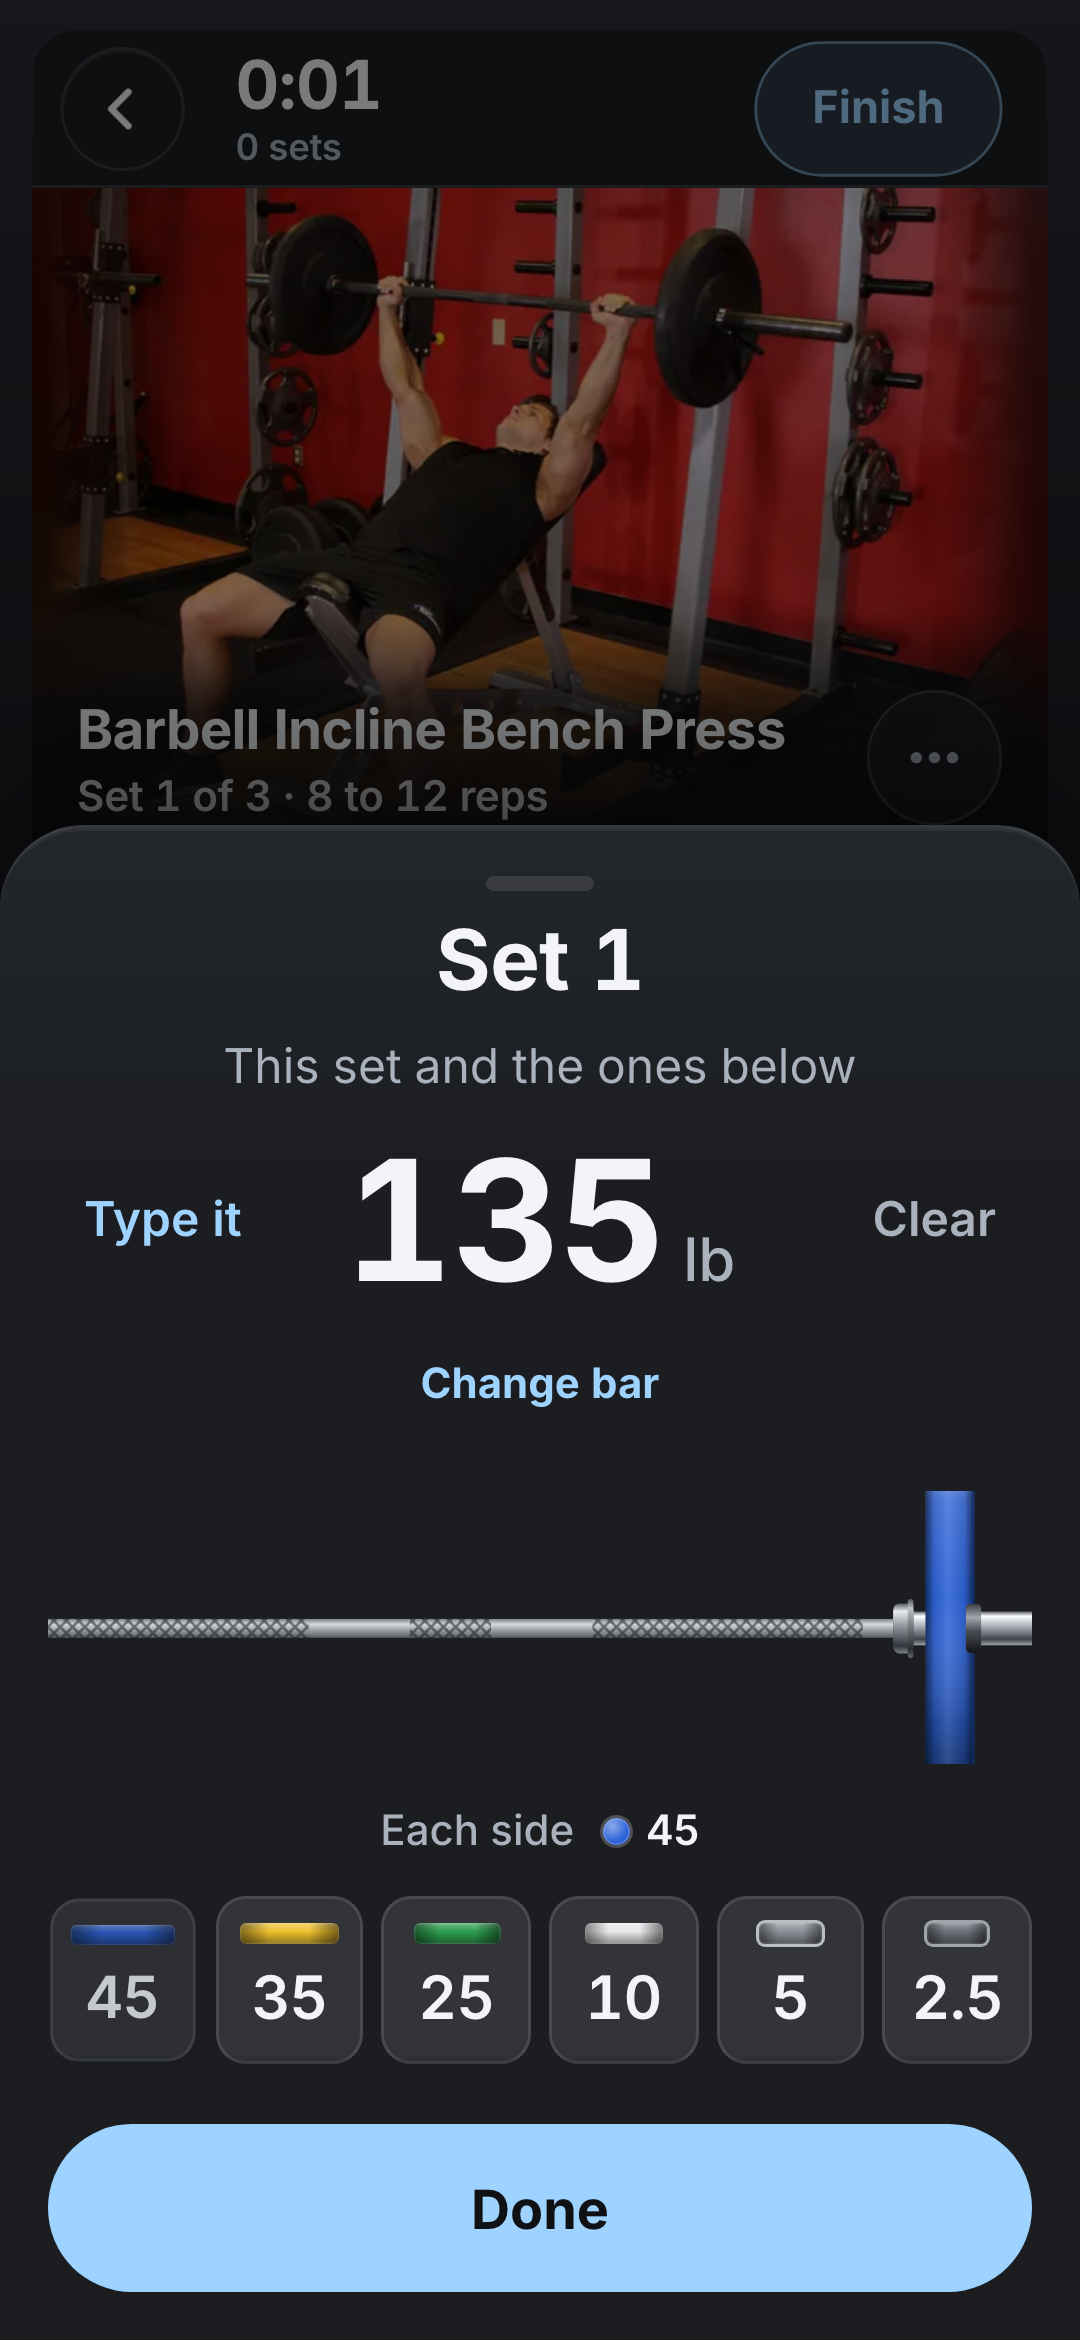 0:01
0 sets
Finish
Barbell Incline Bench Press
Set 1 of 3 · 8 to 12 reps
Set 1
This set and the ones below
Type it
135 lb
Clear
Change bar
Each side 45
45 35 25 10 5 2.5
Done